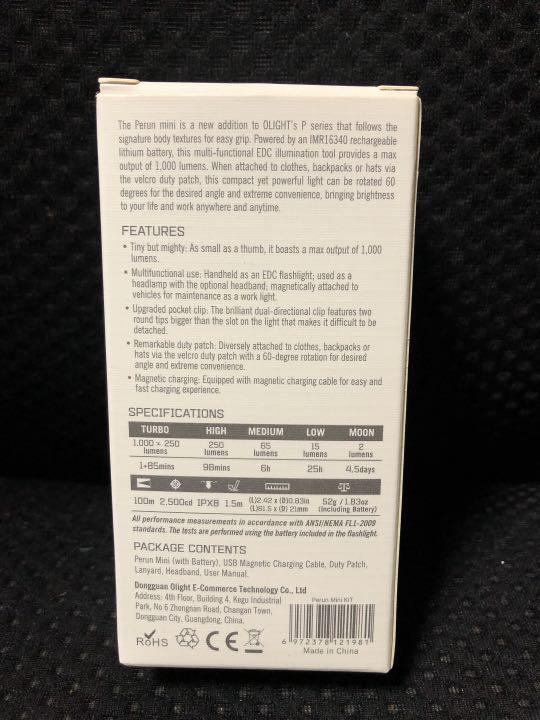 The Perun mini is a new addition to OLIGHT's P series that follows the
signature body textures for easy grip. Powered by an IMR16340 rechargeable
lithium battery, this multi-functional EDC illumination tool provides a max
output of 1,000 lumens. When attached to clothes, backpacks or hats via
the velcro duty patch, this compact yet powerful light can be rotated 60
degrees for the desired angle and extreme convenience, bringing brightness
to your life and work anywhere and anytime.
FEATURES
• Tiny but mighty: As small as a thumb, it boasts a max output of 1,000
lumens.
• Multifunctional use: Handheld as an EDC flashlight; used as a
headlamp with the optional headband; magnetically attached to
vehicles for maintenance as a work light.
• Upgraded pocket clip: The brilliant dual-directional clip features two
round tips bigger than the slot on the light that makes it difficult to be
detached.
• Remarkable duty patch: Diversely attached to clothes, backpacks or
hats via the velcro duty patch with a 60-degree rotation for desired
angle and extreme convenience.
• Magnetic charging: Equipped with magnetic charging cable for easy and
fast charging experience.
SPECIFICATIONS
TURBO HIGH MEDIUM LOW MOON
1,000 ~ 250 250 65 15 2
lumens lumens lumens lumens lumens
1+85mins 98mins 6h 25h 4.5days
100m 2,500cd IPX8 1.5m (L)2.42 x (D)0.83in 52g / 1.83oz
(L)61.5 x (D) 21mm (Including Battery)
All performance measurements in accordance with ANSI/NEMA FL1-2009
standards. The tests are performed using the battery included in the flashlight.
PACKAGE CONTENTS
Perun Mini (with Battery), USB Magnetic Charging Cable, Duty Patch,
Lanyard, Headband, User Manual.
Dongguan Olight E-Commerce Technology Co., Ltd
Address: 4th Floor, Building 4, Kegu Industrial
Park, No 6 Zhongnan Road, Changan Town,
Dongguan City, Guangdong, China.
Perun Mini KIT
RoHS CE
6 972378 121981
Made in China